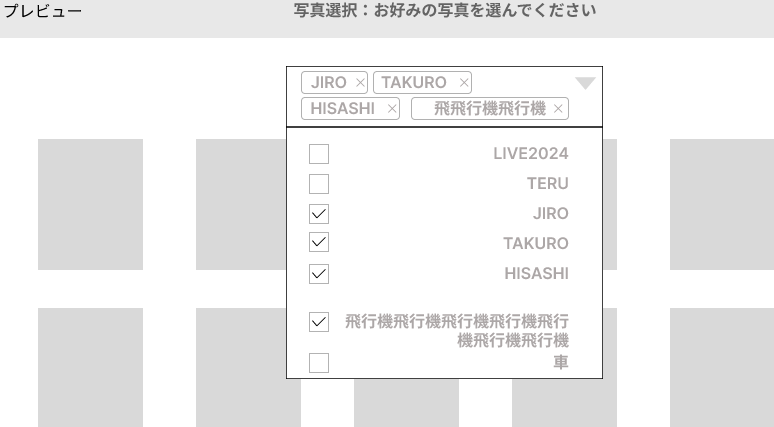 プレビュー
写真選択：お好みの写真を選んでください
JIRO ×
TAKURO ×
HISASHI ×
飛飛行機飛行機 ×
LIVE2024
TERU
JIRO
TAKURO
HISASHI
飛行機飛行機飛行機飛行機飛行
機飛行機飛行機
車